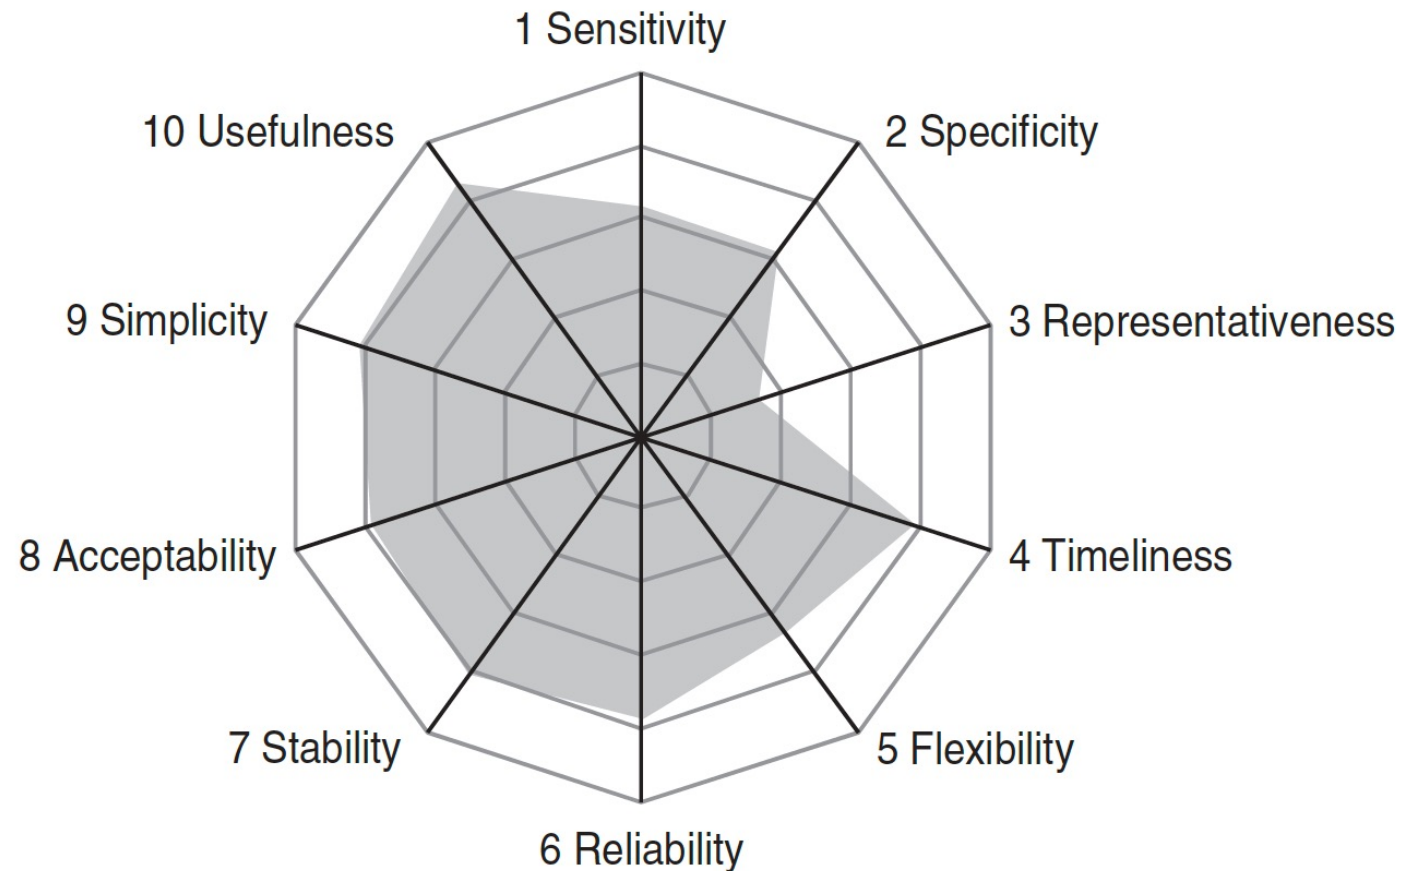 1 Sensitivity
2 Specificity
3 Representativeness
4 Timeliness
5 Flexibility
6 Reliability
7 Stability
8 Acceptability
9 Simplicity
10 Usefulness